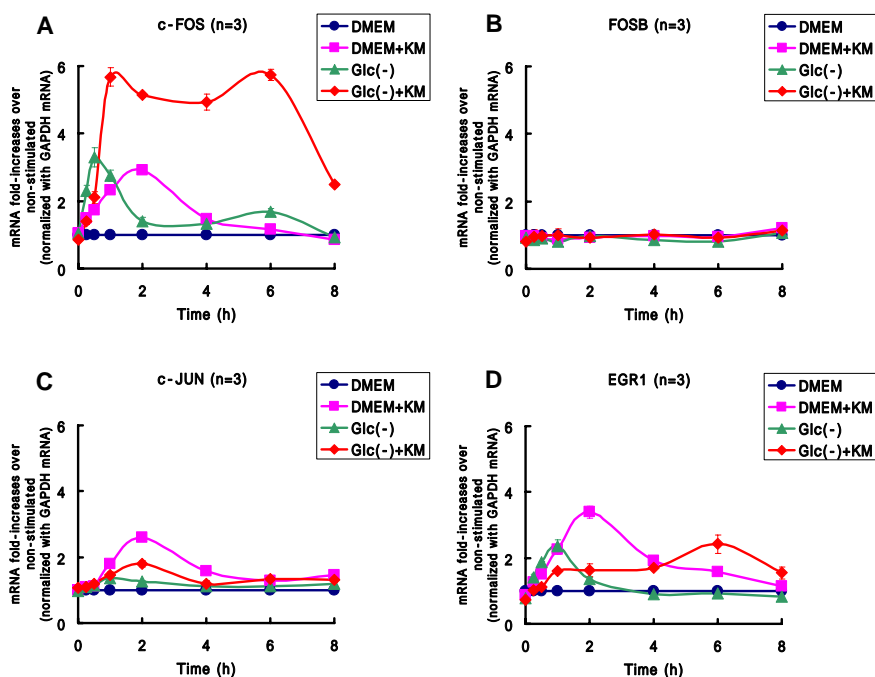 A
c-FOS (n=3)
DMEM
DMEM+KM
Glc(-)
Glc(-)+KM
mRNA fold-increases over
non-stimulated
(normalized with GAPDH mRNA)
6
4
2
0
0 2 4 6 8
Time (h)
B
FOSB (n=3)
DMEM
DMEM+KM
Glc(-)
Glc(-)+KM
mRNA fold-increases over
non-stimulated
(normalized with GAPDH mRNA)
6
4
2
0
0 2 4 6 8
Time (h)
C
c-JUN (n=3)
DMEM
DMEM+KM
Glc(-)
Glc(-)+KM
mRNA fold-increases over
non-stimulated
(normalized with GAPDH mRNA)
6
4
2
0
0 2 4 6 8
Time (h)
D
EGR1 (n=3)
DMEM
DMEM+KM
Glc(-)
Glc(-)+KM
mRNA fold-increases over
non-stimulated
(normalized with GAPDH mRNA)
6
4
2
0
0 2 4 6 8
Time (h)